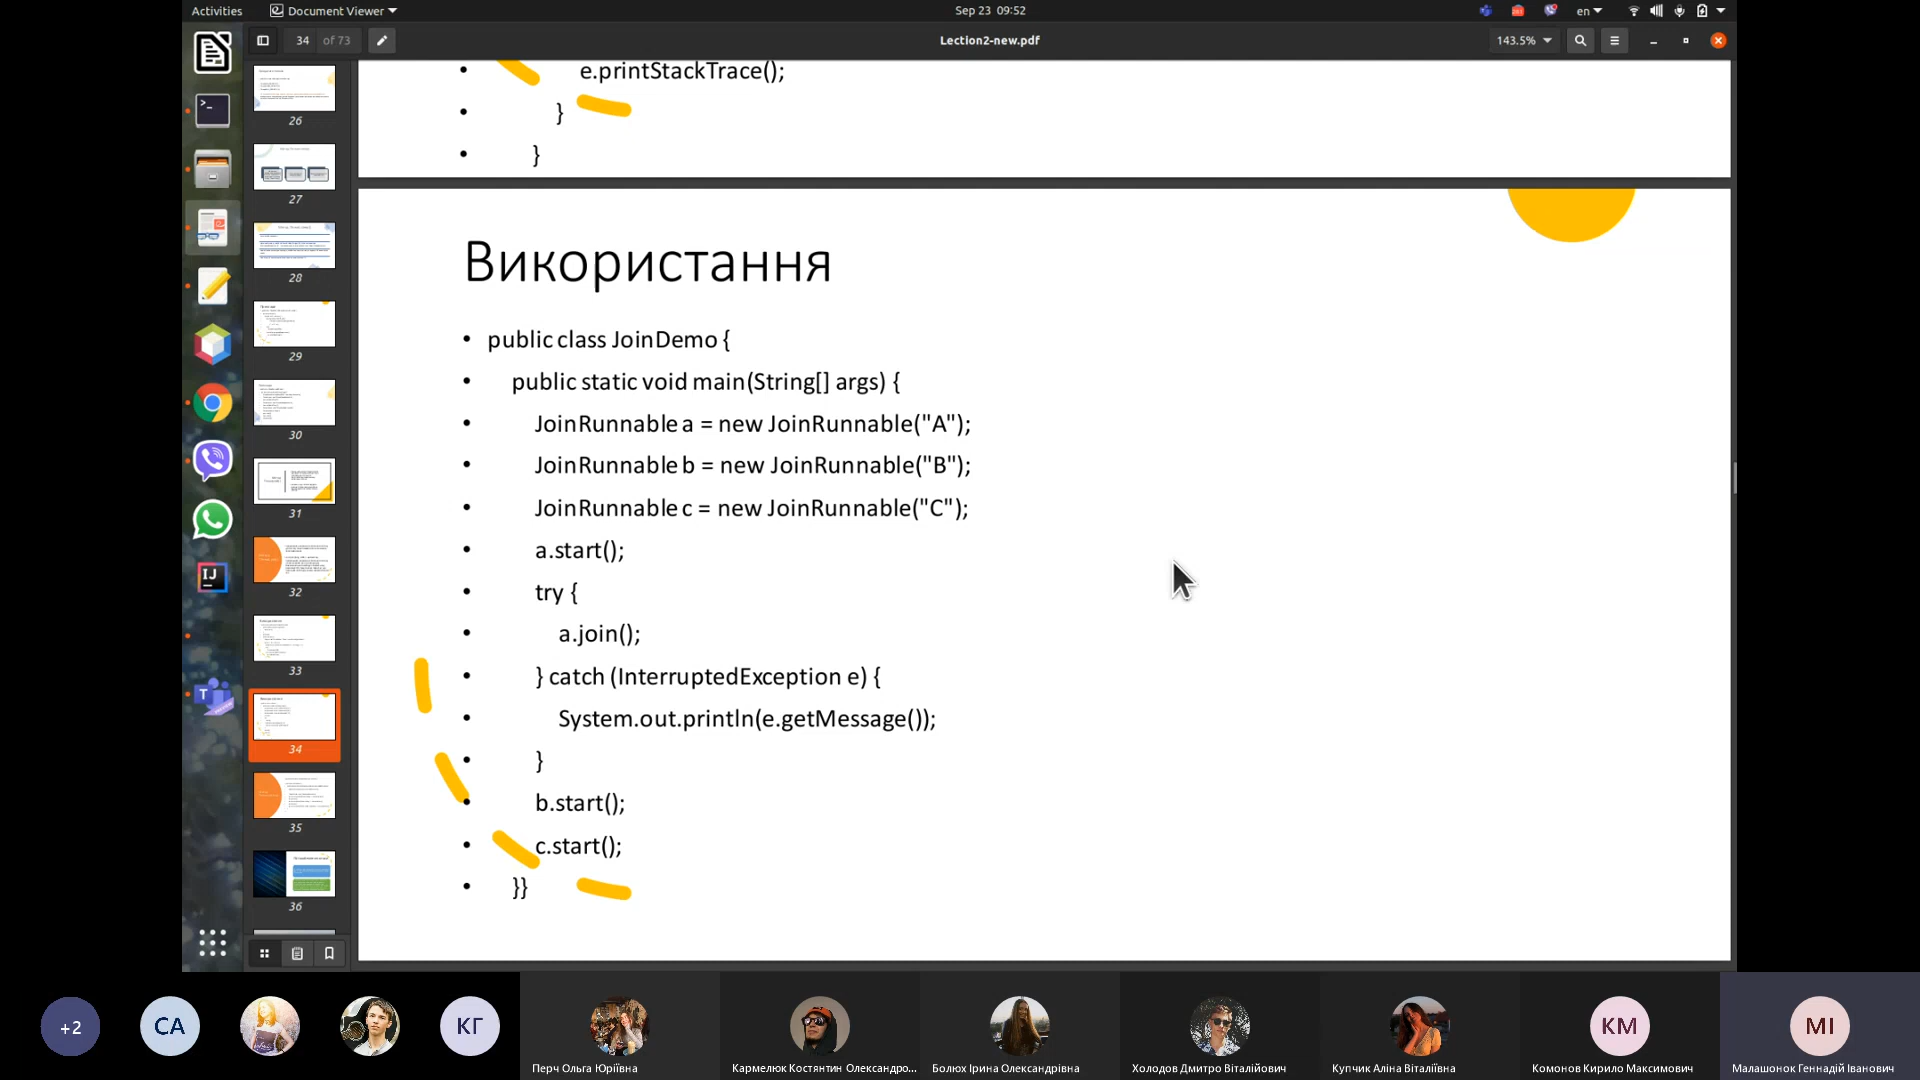 Activities
Document Viewer
Sep 23 09:52
en
34 of 73
Lection2-new.pdf
143.5%
26
27
28
29
30
31
32
33
34
35
36
• e.printStackTrace();
• }
• }
Використання
• public class JoinDemo {
• public static void main(String[] args) {
• JoinRunnable a = new JoinRunnable("A");
• JoinRunnable b = new JoinRunnable("B");
• JoinRunnable c = new JoinRunnable("C");
• a.start();
• try {
• a.join();
• } catch (InterruptedException e) {
• System.out.println(e.getMessage());
• }
• b.start();
• c.start();
• }}
+2
CA
КГ
KM
MI
Перч Ольга Юріївна
Кармелюк Костянтин Олександро...
Болюх Ірина Олександрівна
Холодов Дмитро Віталійович
Купчик Аліна Віталіївна
Комонов Кирило Максимович
Малашонок Геннадій Іванович